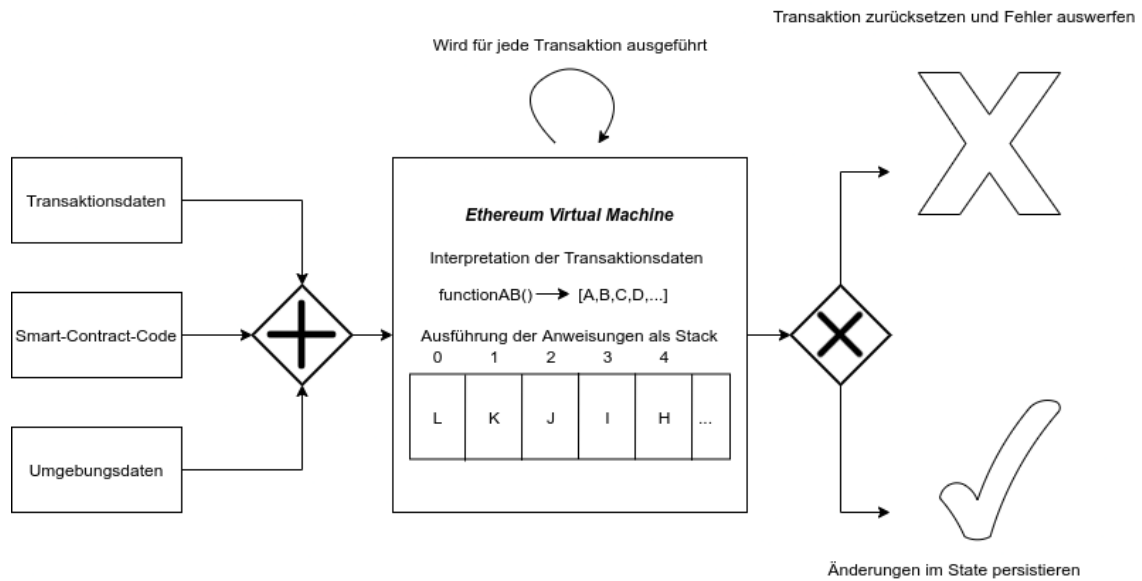 Transaktion zurücksetzen und Fehler auswerfen
Wird für jede Transaktion ausgeführt
Transaktionsdaten
Smart-Contract-Code
Umgebungsdaten
Ethereum Virtual Machine
Interpretation der Transaktionsdaten
functionAB() [A,B,C,D,...]
Ausführung der Anweisungen als Stack
0 1 2 3 4
L K J I H ...
Änderungen im State persistieren